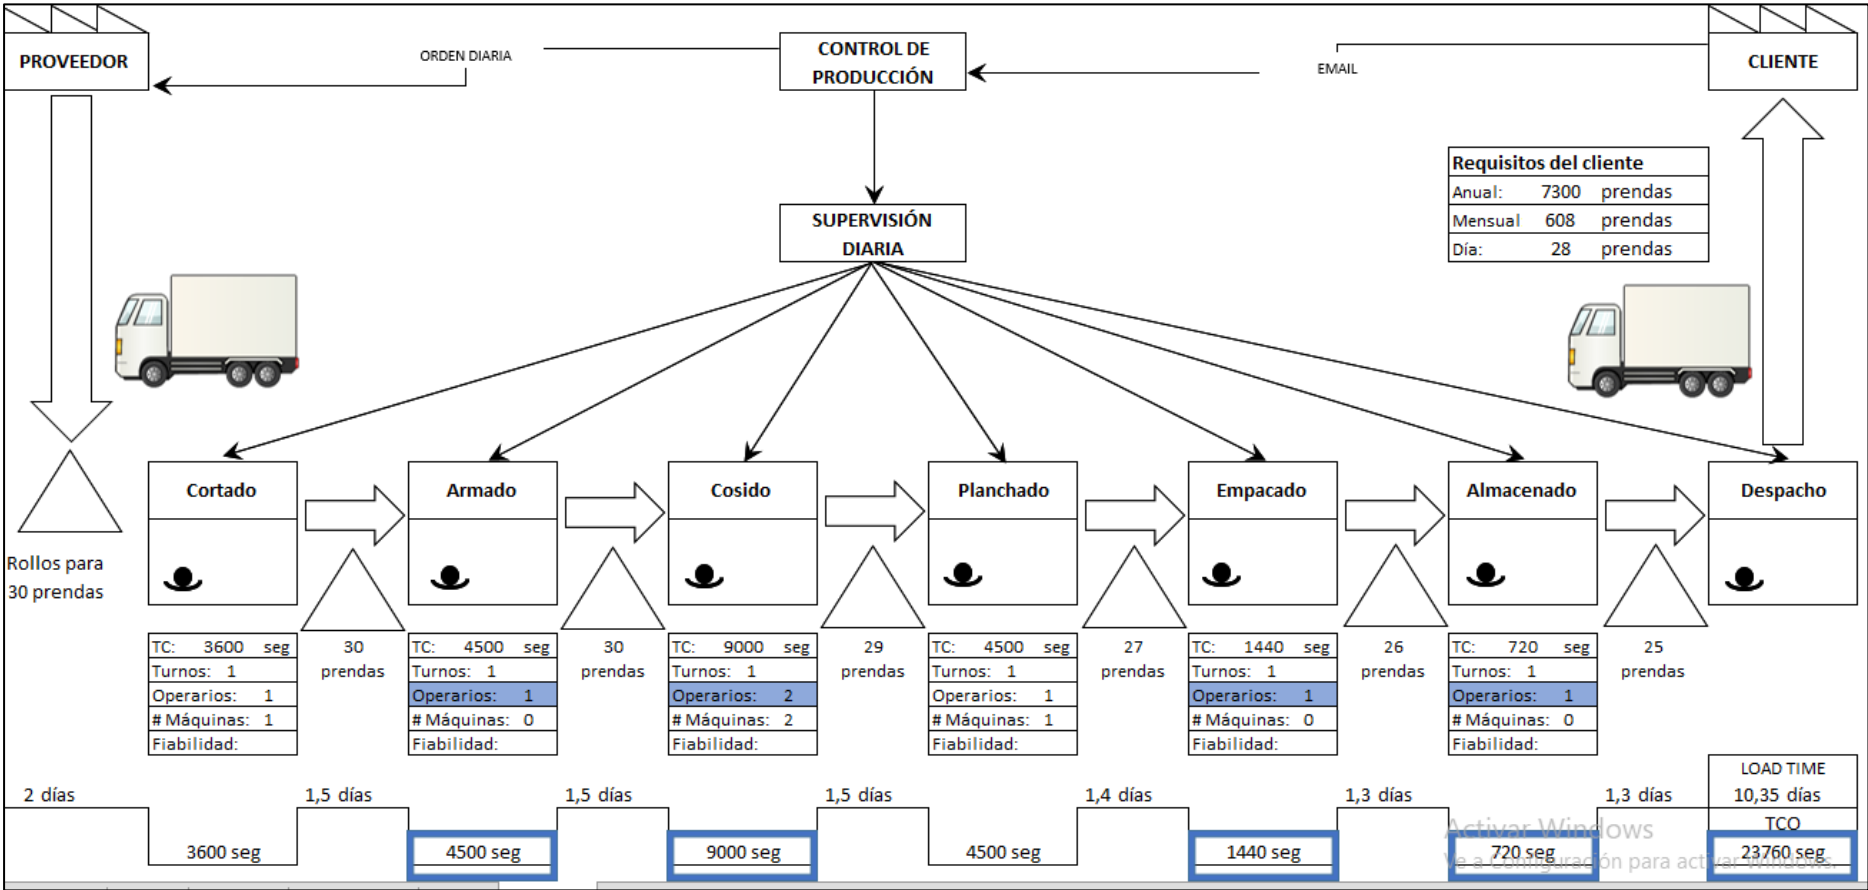 PROVEEDOR
ORDEN DIARIA
CONTROL DE
PRODUCCIÓN
EMAIL
CLIENTE
Requisitos del cliente
Anual: 7300 prendas
Mensual 608 prendas
Día: 28 prendas
SUPERVISIÓN
DIARIA
Rollos para
30 prendas
Cortado
Armado
Cosido
Planchado
Empacado
Almacenado
Despacho
TC: 3600 seg
Turnos: 1
Operarios: 1
# Máquinas: 1
Fiabilidad:
30
prendas
TC: 4500 seg
Turnos: 1
Operarios: 1
# Máquinas: 0
Fiabilidad:
30
prendas
TC: 9000 seg
Turnos: 1
Operarios: 2
# Máquinas: 2
Fiabilidad:
29
prendas
TC: 4500 seg
Turnos: 1
Operarios: 1
# Máquinas: 1
Fiabilidad:
27
prendas
TC: 1440 seg
Turnos: 1
Operarios: 1
# Máquinas: 0
Fiabilidad:
26
prendas
TC: 720 seg
Turnos: 1
Operarios: 1
# Máquinas: 0
Fiabilidad:
25
prendas
2 días
1,5 días
1,5 días
1,5 días
1,4 días
1,3 días
1,3 días
LOAD TIME
10,35 días
TCO
3600 seg
4500 seg
9000 seg
4500 seg
1440 seg
720 seg
23760 seg
Activar Windows
Ve a Configuración para activar Windows.